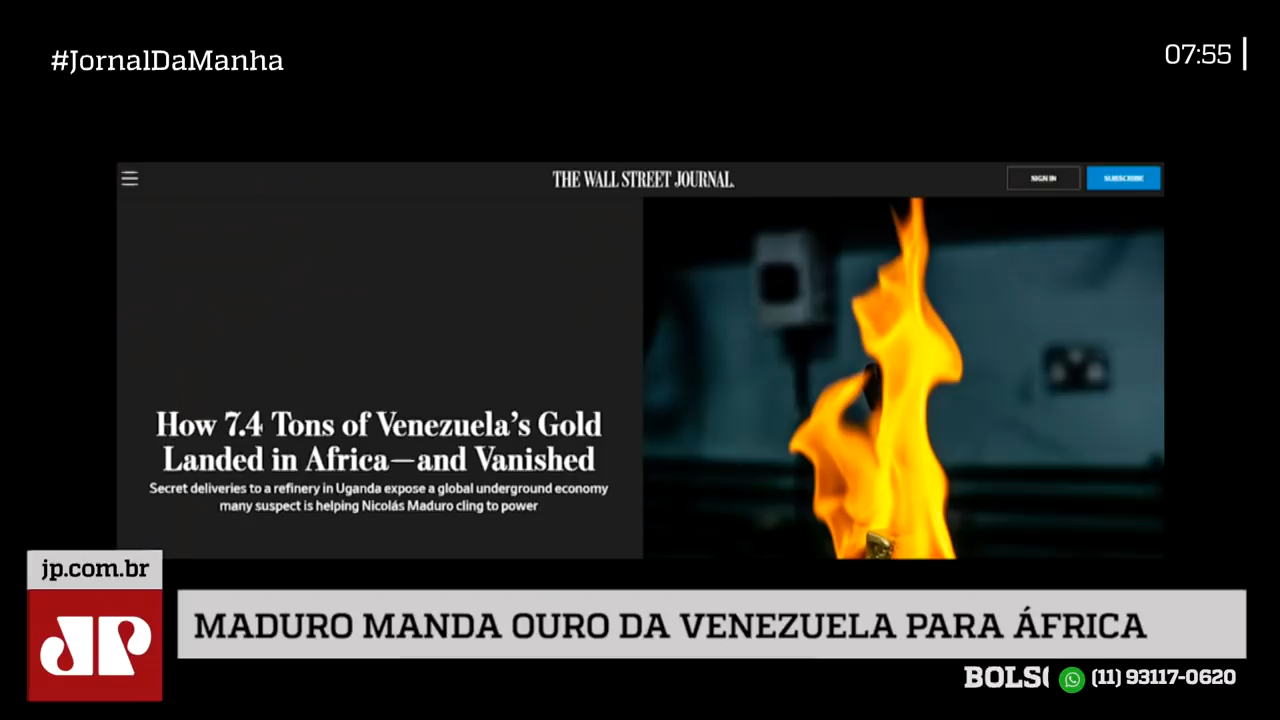 #JornalDaManha
07:55
THE WALL STREET JOURNAL.
SIGN IN
SUBSCRIBE
How 7.4 Tons of Venezuela's Gold
Landed in Africa—and Vanished
Secret deliveries to a refinery in Uganda expose a global underground economy
many suspect is helping Nicolás Maduro cling to power
jp.com.br
JP
MADURO MANDA OURO DA VENEZUELA PARA ÁFRICA
(11) 93117-0620